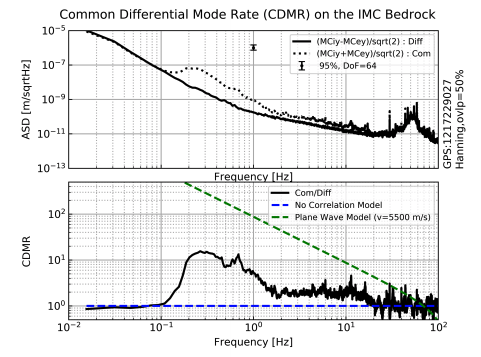 Common Differential Mode Rate (CDMR) on the IMC Bedrock
10⁻⁵
10⁻⁷
10⁻⁹
10⁻¹¹
10⁻¹³
ASD [m/sqrtHz]
(MCiy-MCey)/sqrt(2) : Diff
(MCiy+MCey)/sqrt(2) : Com
95%, DoF=64
GPS:1217229027
Hanning,ovlp=50%
Frequency [Hz]
10²
10¹
10⁰
CDMR
Com/Diff
No Correlation Model
Plane Wave Model (v=5500 m/s)
10⁻² 10⁻¹ 10⁰ 10¹ 10²
Frequency [Hz]